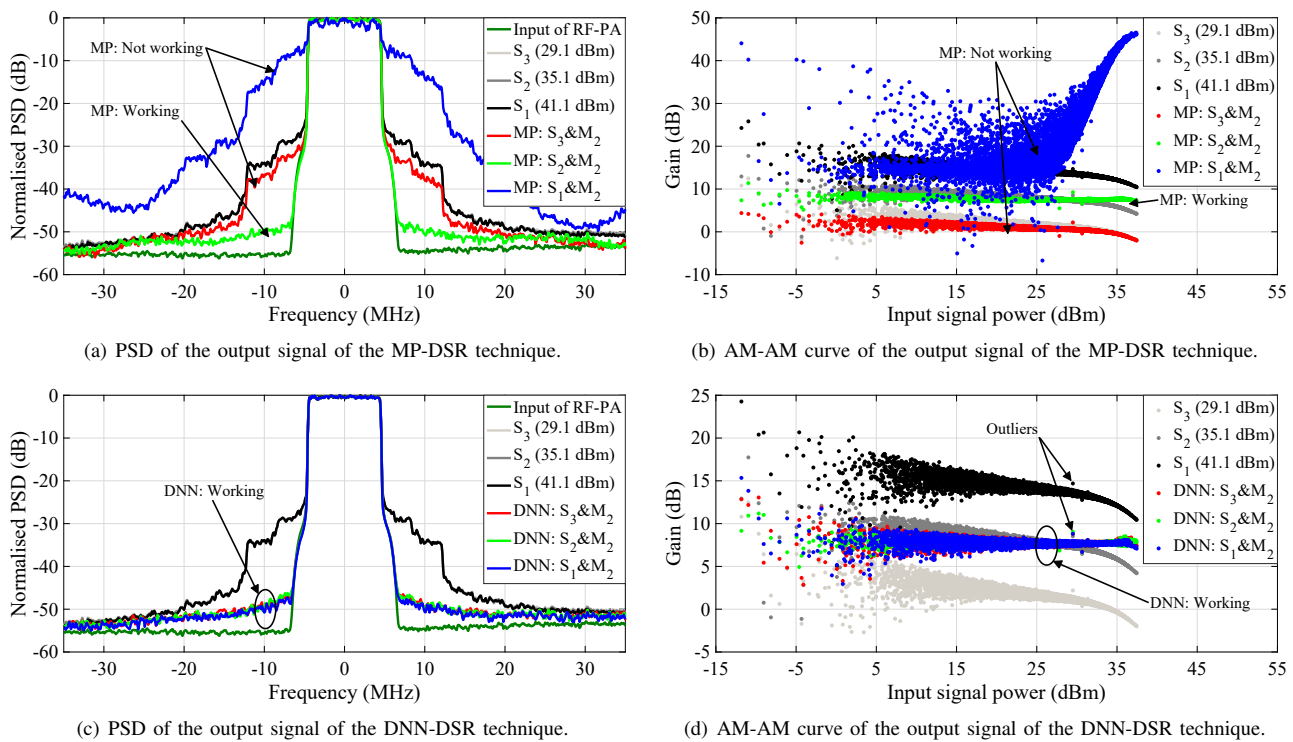 Normalised PSD (dB)
0
-10
-20
-30
-40
-50
-60
-30
-20
-10
0
10
20
30
Frequency (MHz)
MP: Not working
MP: Working
Input of RF-PA
S3 (29.1 dBm)
S2 (35.1 dBm)
S1 (41.1 dBm)
MP: S3&M2
MP: S2&M2
MP: S1&M2
(a) PSD of the output signal of the MP-DSR technique.
Gain (dB)
50
40
30
20
10
0
-10
-15
-5
5
15
25
35
45
55
Input signal power (dBm)
MP: Not working
MP: Working
S3 (29.1 dBm)
S2 (35.1 dBm)
S1 (41.1 dBm)
MP: S3&M2
MP: S2&M2
MP: S1&M2
(b) AM-AM curve of the output signal of the MP-DSR technique.
Normalised PSD (dB)
0
-10
-20
-30
-40
-50
-60
-30
-20
-10
0
10
20
30
Frequency (MHz)
DNN: Working
Input of RF-PA
S3 (29.1 dBm)
S2 (35.1 dBm)
S1 (41.1 dBm)
DNN: S3&M2
DNN: S2&M2
DNN: S1&M2
(c) PSD of the output signal of the DNN-DSR technique.
Gain (dB)
25
20
15
10
5
0
-5
-15
-5
5
15
25
35
45
55
Input signal power (dBm)
Outliers
DNN: Working
S3 (29.1 dBm)
S2 (35.1 dBm)
S1 (41.1 dBm)
DNN: S3&M2
DNN: S2&M2
DNN: S1&M2
(d) AM-AM curve of the output signal of the DNN-DSR technique.